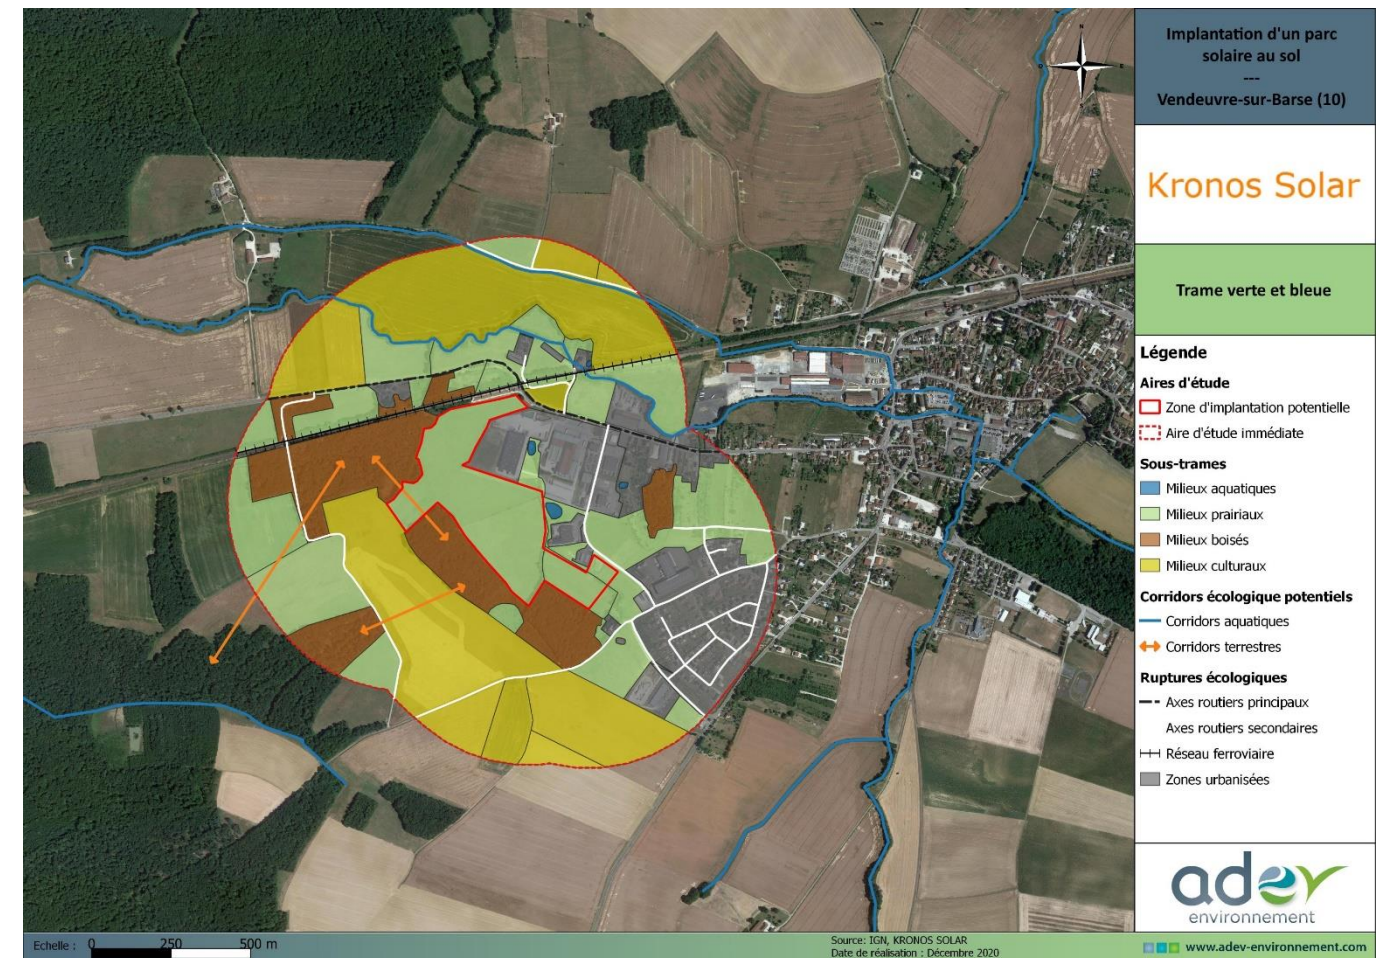 Implantation d'un parc
solaire au sol
---
Vendeuvre-sur-Barse (10)
Kronos Solar
Trame verte et bleue
Légende
Aires d'étude
Zone d'implantation potentielle
Aire d'étude immédiate
Sous-trames
Milieux aquatiques
Milieux prairiaux
Milieux boisés
Milieux culturaux
Corridors écologique potentiels
Corridors aquatiques
Corridors terrestres
Ruptures écologiques
Axes routiers principaux
Axes routiers secondaires
Réseau ferroviaire
Zones urbanisées
adev
environnement
www.adev-environnement.com
Echelle : 0 250 500 m
Source: IGN, KRONOS SOLAR
Date de réalisation : Décembre 2020